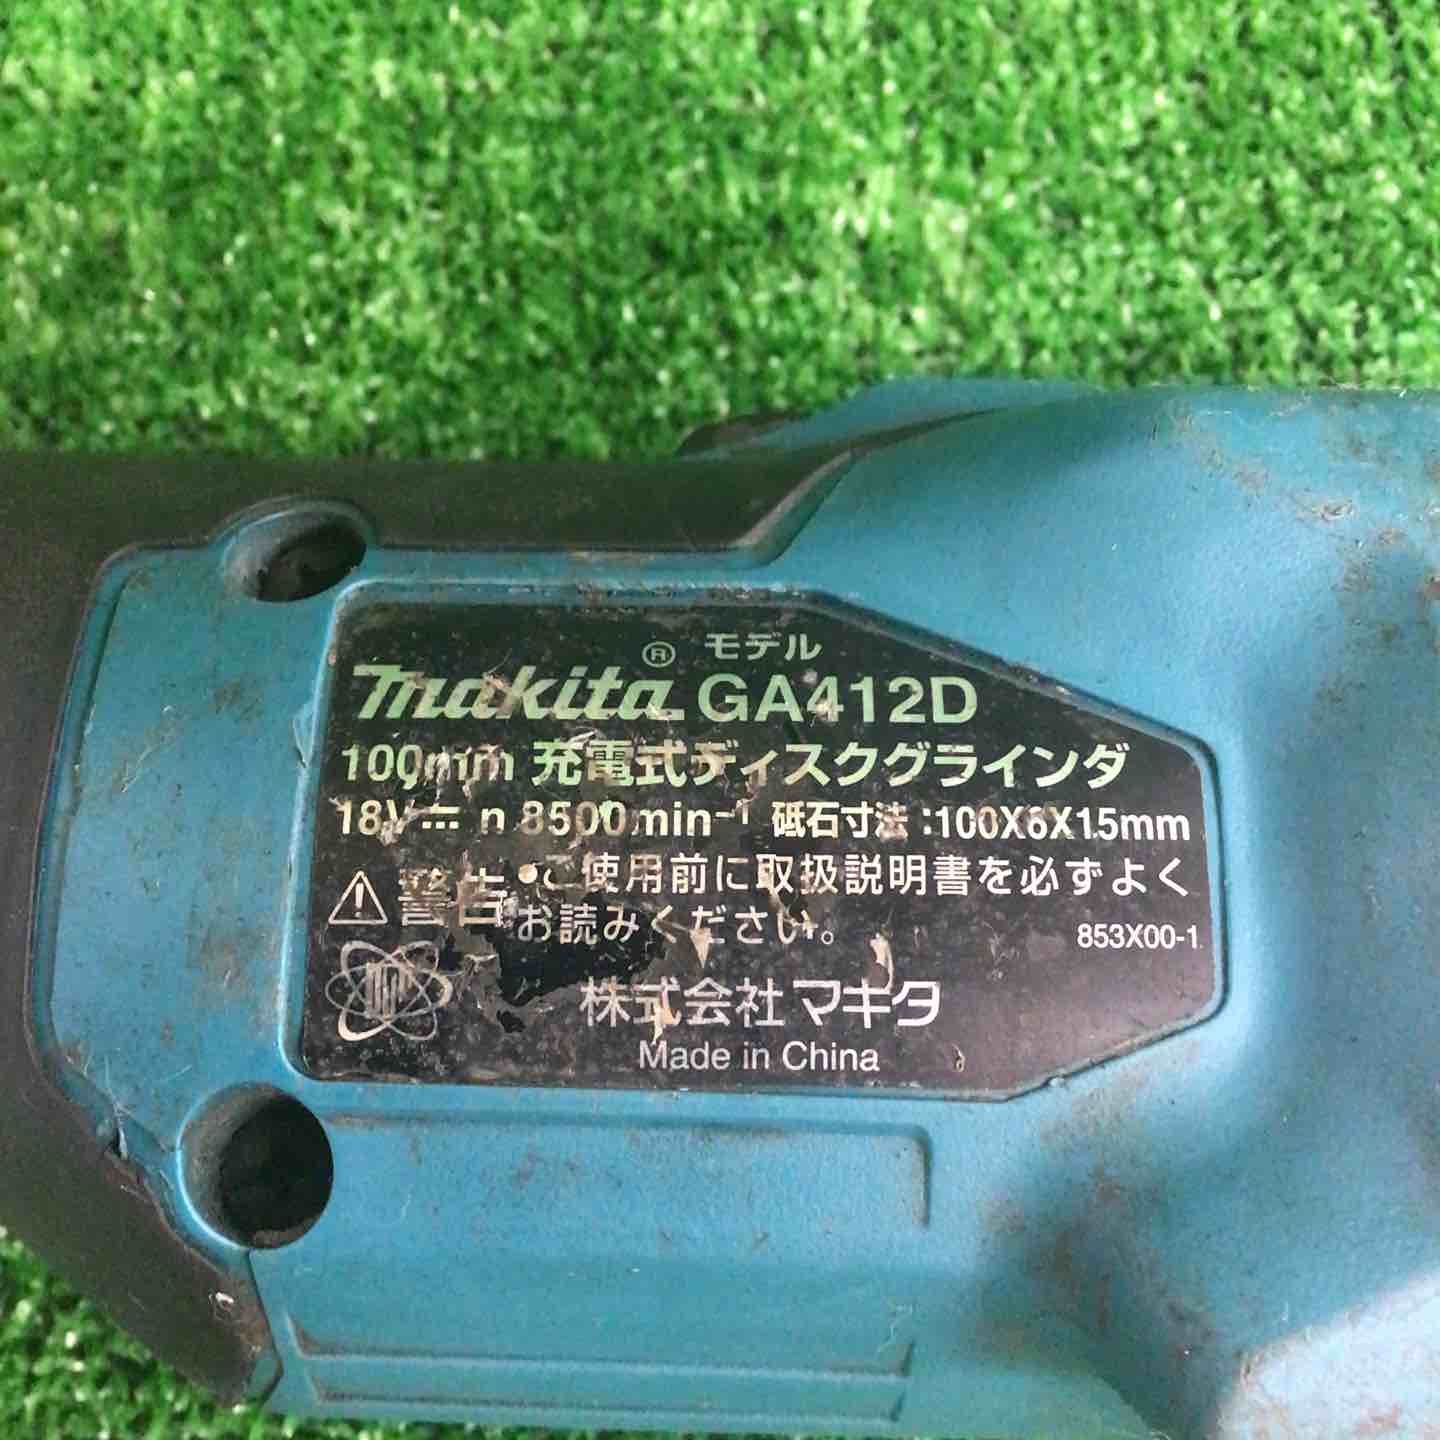 モデル
makita® GA412D
100mm 充電式ディスクグラインダ
18V⎓ n 8500min⁻¹ 砥石寸法:100X6X15mm
⚠警告 •ご使用前に取扱説明書を必ずよく
お読みください。
853X00-1
株式会社マキタ
Made in China